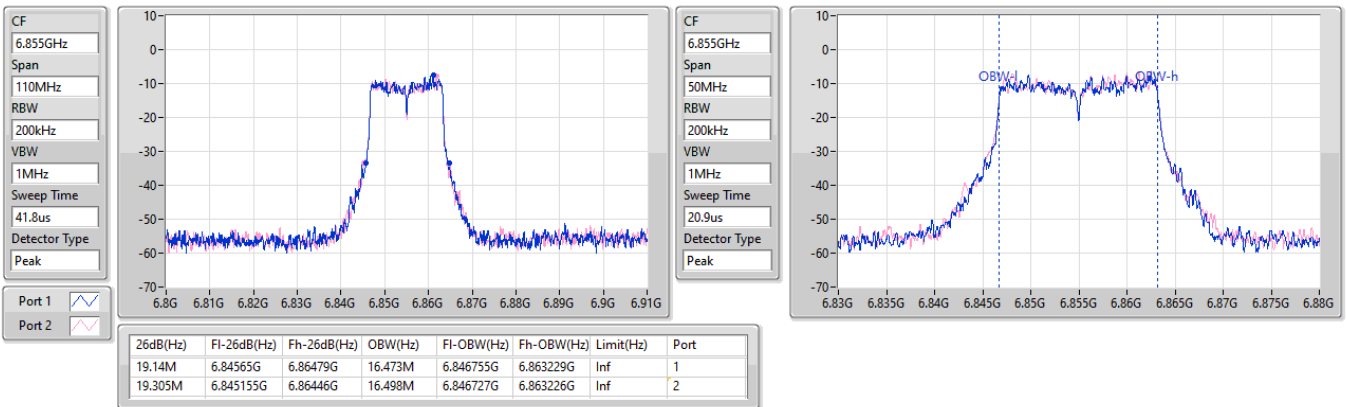 CF
6.855GHz
Span
110MHz
RBW
200kHz
VBW
1MHz
Sweep Time
41.8us
Detector Type
Peak
Port 1
Port 2
10
0
-10
-20
-30
-40
-50
-60
-70
6.8G 6.81G 6.82G 6.83G 6.84G 6.85G 6.86G 6.87G 6.88G 6.89G 6.9G 6.91G
CF
6.855GHz
Span
50MHz
RBW
200kHz
VBW
1MHz
Sweep Time
20.9us
Detector Type
Peak
10
0
-10
-20
-30
-40
-50
-60
-70
OBW-l OBW-h
6.83G 6.835G 6.84G 6.845G 6.85G 6.855G 6.86G 6.865G 6.87G 6.875G 6.88G
26dB(Hz) Fl-26dB(Hz) Fh-26dB(Hz) OBW(Hz) Fl-OBW(Hz) Fh-OBW(Hz) Limit(Hz) Port
19.14M 6.84565G 6.86479G 16.473M 6.846755G 6.863229G Inf 1
19.305M 6.845155G 6.86446G 16.498M 6.846727G 6.863226G Inf 2